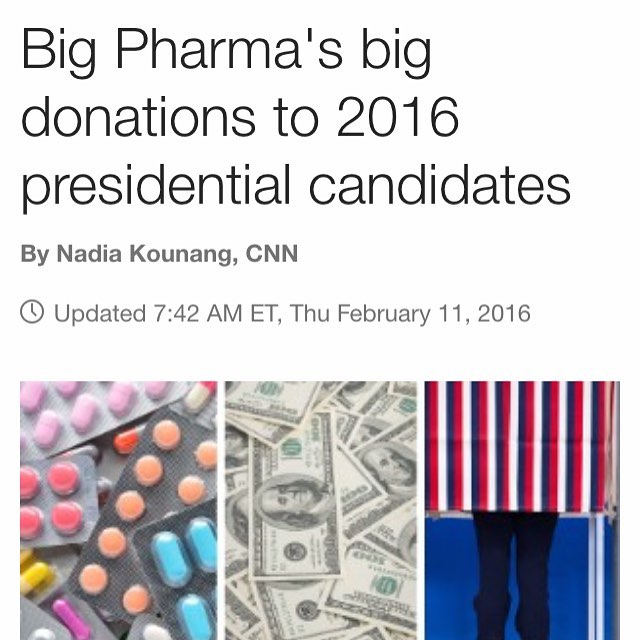 Big Pharma's big
donations to 2016
presidential candidates
By Nadia Kounang, CNN
Updated 7:42 AM ET, Thu February 11, 2016